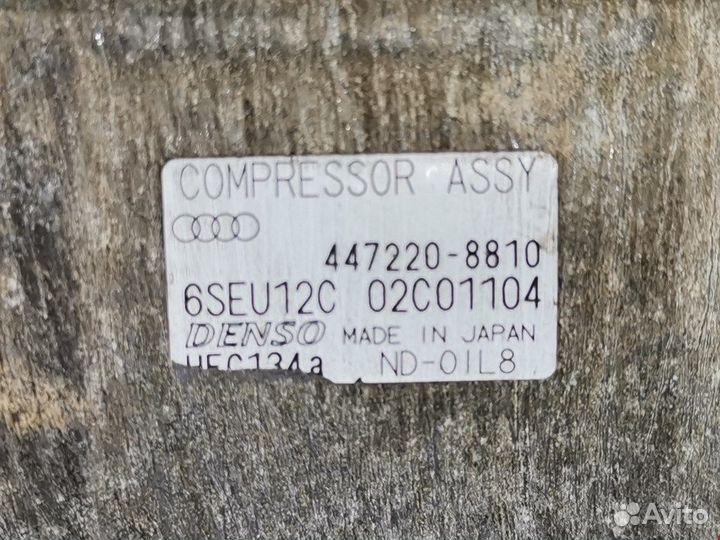 COMPRESSOR ASSY
447220-8810
6SEU12C 02C01104
DENSO MADE IN JAPAN
HFC134a ND-OIL8
Avito